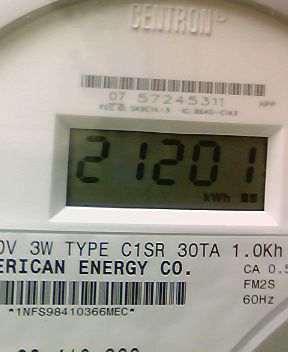 CENTRON®
07 57245311
HPP
21201
kWh
0V 3W TYPE C1SR 30TA 1.0Kh
ERICAN ENERGY CO.
CA 0.5
FM2S
60Hz
*1NFS98410366MEC*